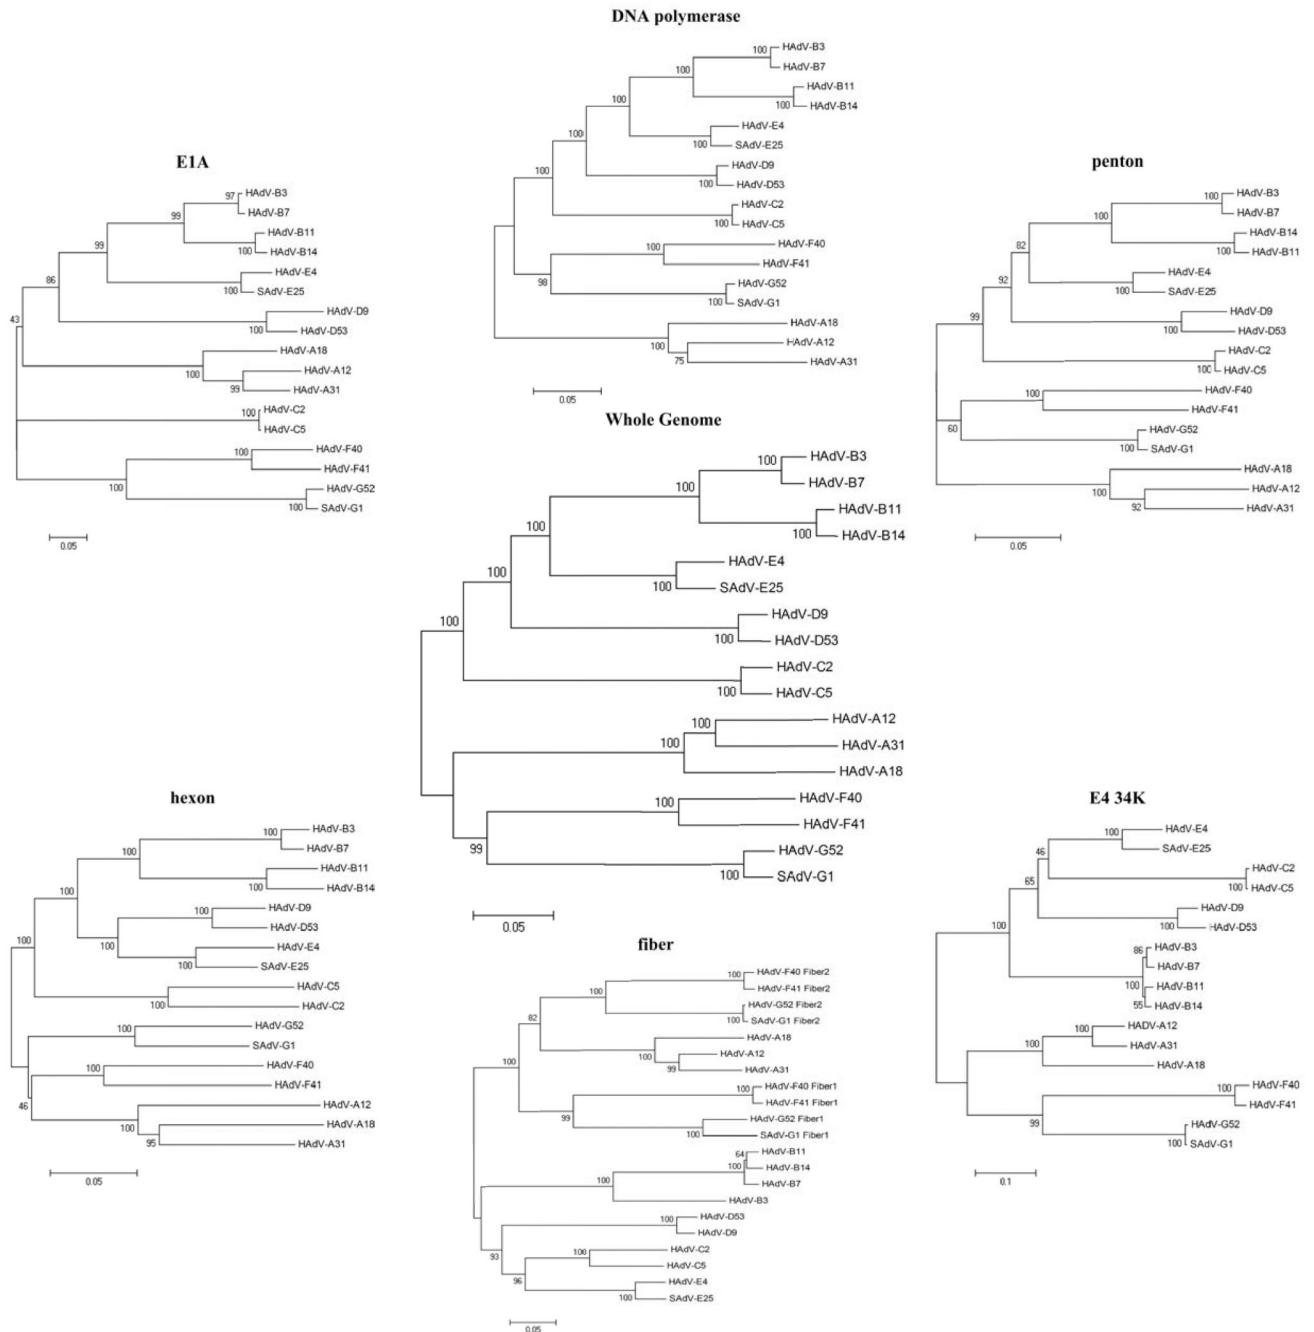 DNA polymerase
100
HAdV-B3
HAdV-B7
100
HAdV-B11
100
HAdV-B14
100
HAdV-E4
100
SAdV-E25
100
HAdV-D9
100
HAdV-D53
100
HAdV-C2
100
HAdV-C5
100
HAdV-F40
HAdV-F41
98
HAdV-G52
100
SAdV-G1
HAdV-A18
100
HAdV-A12
75
HAdV-A31
0.05
E1A
97
HAdV-B3
HAdV-B7
99
HAdV-B11
100
HAdV-B14
99
HAdV-E4
100
SAdV-E25
86
HAdV-D9
100
HAdV-D53
43
HAdV-A18
100
HAdV-A12
99
HAdV-A31
100
HAdV-C2
HAdV-C5
100
HAdV-F40
HAdV-F41
100
HAdV-G52
100
SAdV-G1
0.05
penton
100
HAdV-B3
HAdV-B7
100
HAdV-B14
100
HAdV-B11
82
HAdV-E4
100
SAdV-E25
92
HAdV-D9
100
HAdV-D53
99
HAdV-C2
100
HAdV-C5
100
HAdV-F40
HAdV-F41
60
HAdV-G52
100
SAdV-G1
HAdV-A18
100
HAdV-A12
92
HAdV-A31
0.05
Whole Genome
100
HAdV-B3
HAdV-B7
100
HAdV-B11
100
HAdV-B14
100
HAdV-E4
100
SAdV-E25
100
HAdV-D9
100
HAdV-D53
100
HAdV-C2
100
HAdV-C5
100
HAdV-A12
HAdV-A31
100
HAdV-A18
100
HAdV-F40
HAdV-F41
99
HAdV-G52
100
SAdV-G1
0.05
hexon
100
HAdV-B3
HAdV-B7
100
HAdV-B11
100
HAdV-B14
100
100
HAdV-D9
HAdV-D53
100
HAdV-E4
100
SAdV-E25
100
HAdV-C5
100
HAdV-C2
100
HAdV-G52
SAdV-G1
100
HAdV-F40
HAdV-F41
46
HAdV-A12
100
HAdV-A18
95
HAdV-A31
0.05
fiber
100
HAdV-F40 Fiber2
HAdV-F41 Fiber2
100
HAdV-G52 Fiber2
100
SAdV-G1 Fiber2
82
HAdV-A18
100
HAdV-A12
99
HAdV-A31
100
100
HAdV-F40 Fiber1
HAdV-F41 Fiber1
99
HAdV-G52 Fiber1
100
SAdV-G1 Fiber1
64
HAdV-B11
100
HAdV-B14
HAdV-B7
100
HAdV-B3
100
HAdV-D53
HAdV-D9
93
100
HAdV-C2
HAdV-C5
96
HAdV-E4
100
SAdV-E25
0.05
E4 34K
100
HAdV-E4
SAdV-E25
46
HAdV-C2
100
HAdV-C5
65
HAdV-D9
100
HAdV-D53
100
86
HAdV-B3
HAdV-B7
100
HAdV-B11
55
HAdV-B14
100
HADV-A12
HAdV-A31
100
HAdV-A18
100
HAdV-F40
HAdV-F41
99
HAdV-G52
100
SAdV-G1
0.1